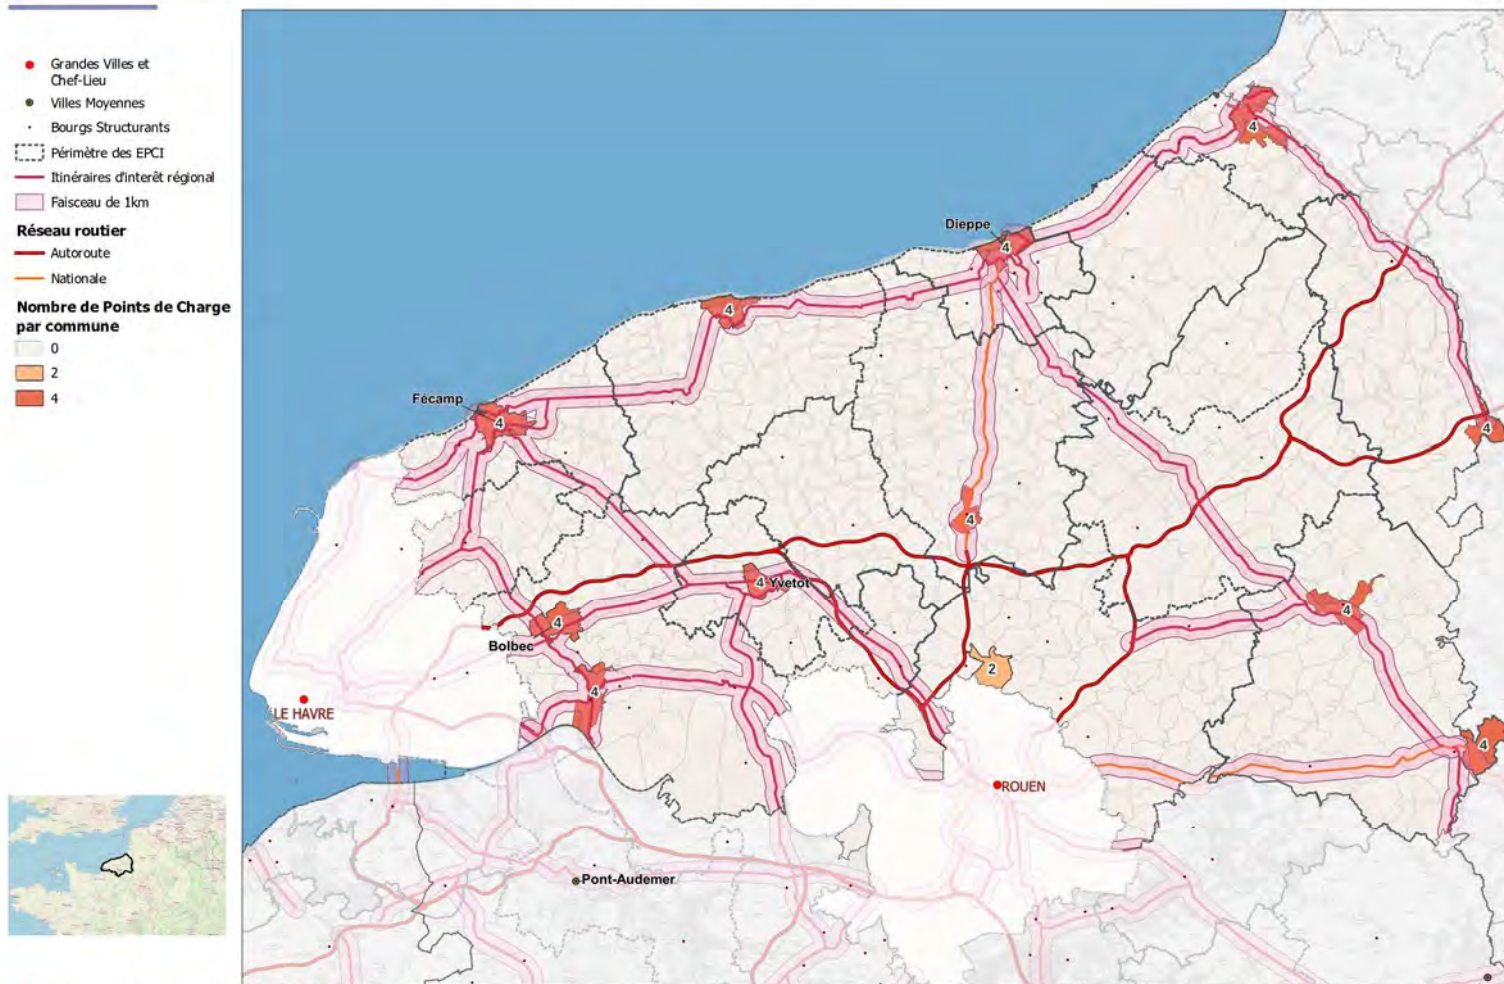 Grandes Villes et
Chef-Lieu
Villes Moyennes
Bourgs Structurants
Périmètre des EPCI
Itinéraires d'interêt régional
Faisceau de 1km
Réseau routier
Autoroute
Nationale
Nombre de Points de Charge
par commune
0
2
4
4
Dieppe
4
4
Fécamp
4
4
4
4 Yvetot
4
4
Bolbec
2
4
LE HAVRE
4
ROUEN
Pont-Audemer